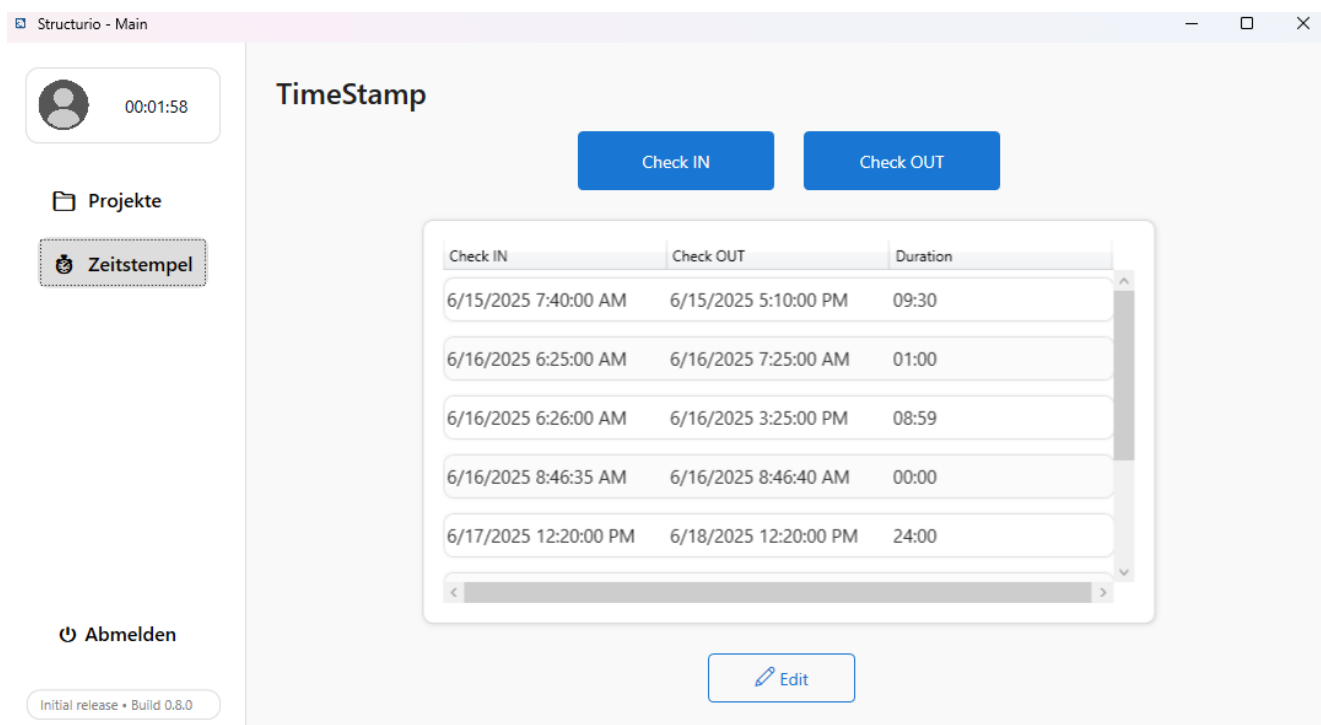 Structurio - Main
00:01:58
Projekte
Zeitstempel
Abmelden
Initial release • Build 0.8.0
TimeStamp
Check IN Check OUT
Check IN Check OUT Duration
6/15/2025 7:40:00 AM 6/15/2025 5:10:00 PM 09:30
6/16/2025 6:25:00 AM 6/16/2025 7:25:00 AM 01:00
6/16/2025 6:26:00 AM 6/16/2025 3:25:00 PM 08:59
6/16/2025 8:46:35 AM 6/16/2025 8:46:40 AM 00:00
6/17/2025 12:20:00 PM 6/18/2025 12:20:00 PM 24:00
Edit